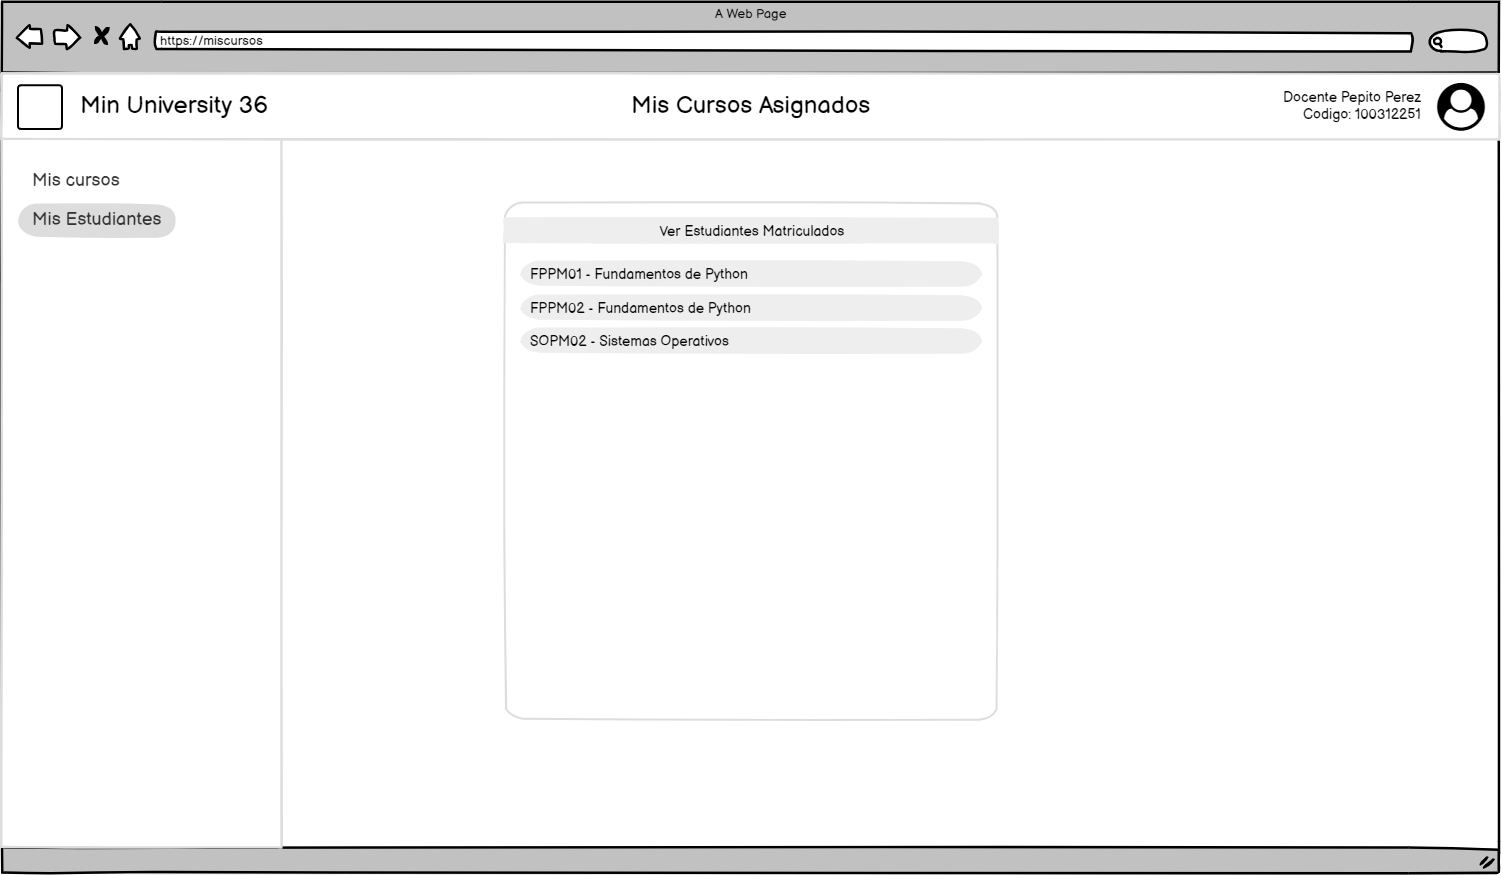 A Web Page
https://miscursos
Min University 36
Mis Cursos Asignados
Docente Pepito Perez
Codigo: 100312251
Mis cursos
Mis Estudiantes
Ver Estudiantes Matriculados
FPPM01 - Fundamentos de Python
FPPM02 - Fundamentos de Python
SOPM02 - Sistemas Operativos